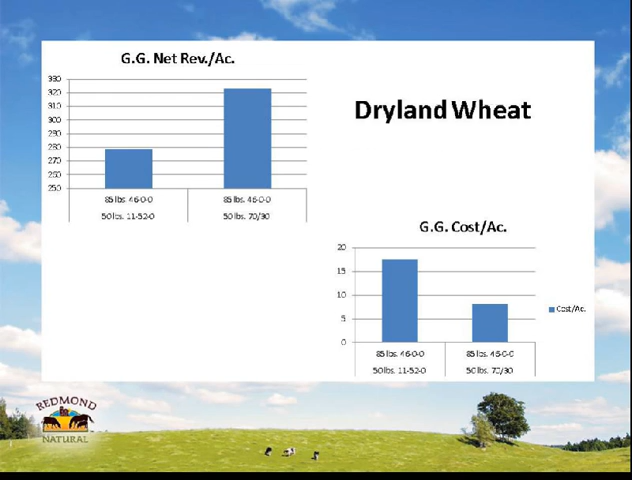 G.G. Net Rev./Ac.
330
320
310
300
290
280
270
260
250
85 lbs. 46-0-0
85 lbs. 46-0-0
50 lbs. 11-52-0
50 lbs. 70/30
Dryland Wheat
G.G. Cost/Ac.
20
15
10
5
0
Cost/Ac.
85 lbs. 46-0-0
85 lbs. 46-0-0
50 lbs. 11-52-0
50 lbs. 70/30
REDMOND
NATURAL